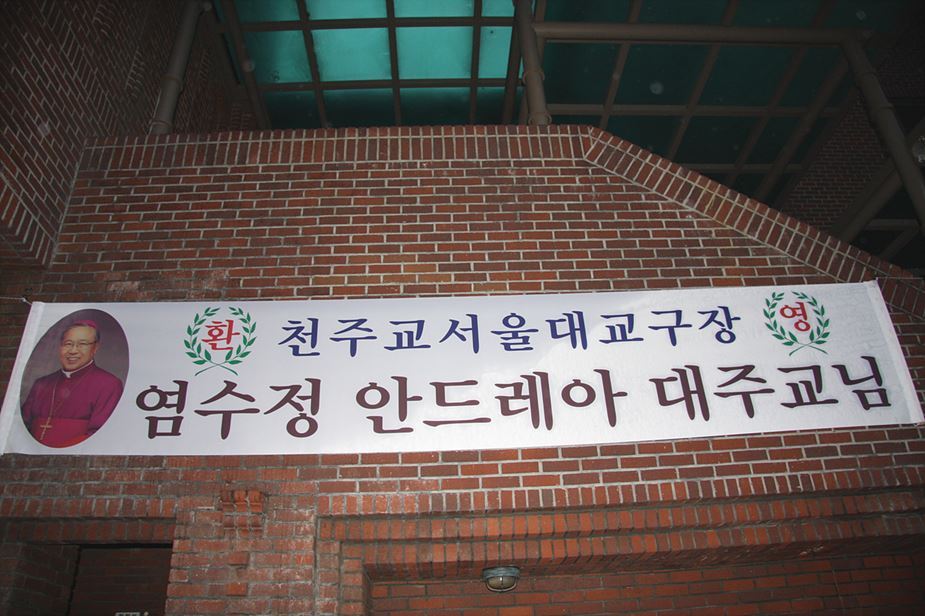 환 천주교서울대교구장 영
염수정 안드레아 대주교님